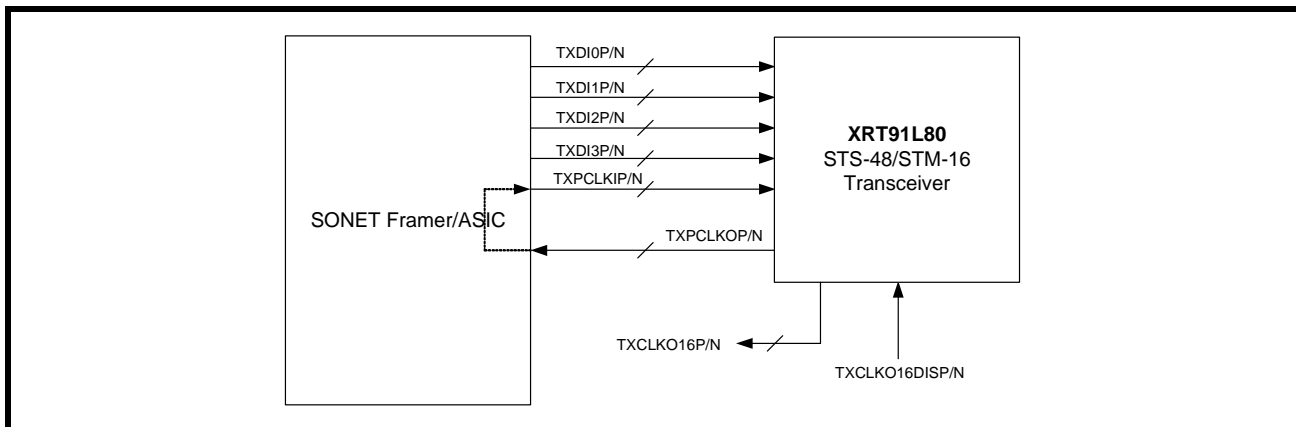 TXDI0P/N
TXDI1P/N
TXDI2P/N
TXDI3P/N
TXPCLKIP/N
SONET Framer/ASIC
TXPCLKOP/N
XRT91L80
STS-48/STM-16
Transceiver
TXCLKO16P/N
TXCLKO16DISP/N